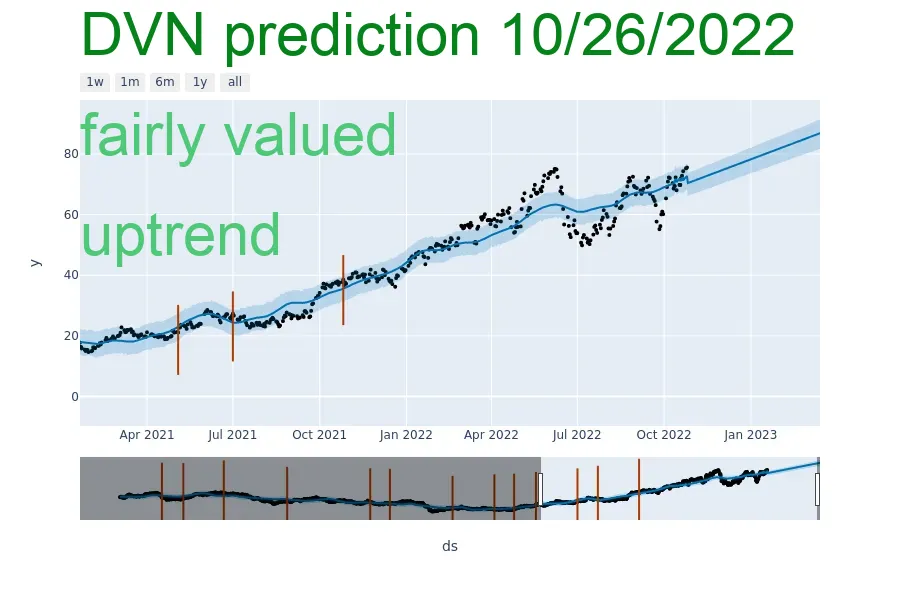 DVN prediction 10/26/2022
1w 1m 6m 1y all
fairly valued
80
uptrend
60
y
40
20
0
Apr 2021 Jul 2021 Oct 2021 Jan 2022 Apr 2022 Jul 2022 Oct 2022 Jan 2023
ds